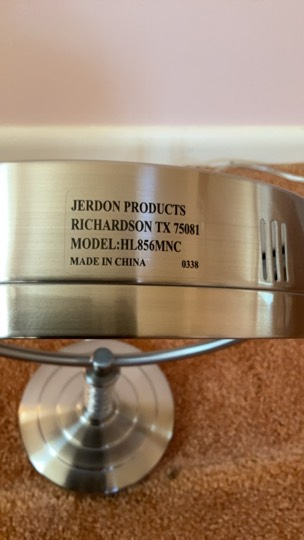 JERDON PRODUCTS
RICHARDSON TX 75081
MODEL:HL856MNC
MADE IN CHINA 0338